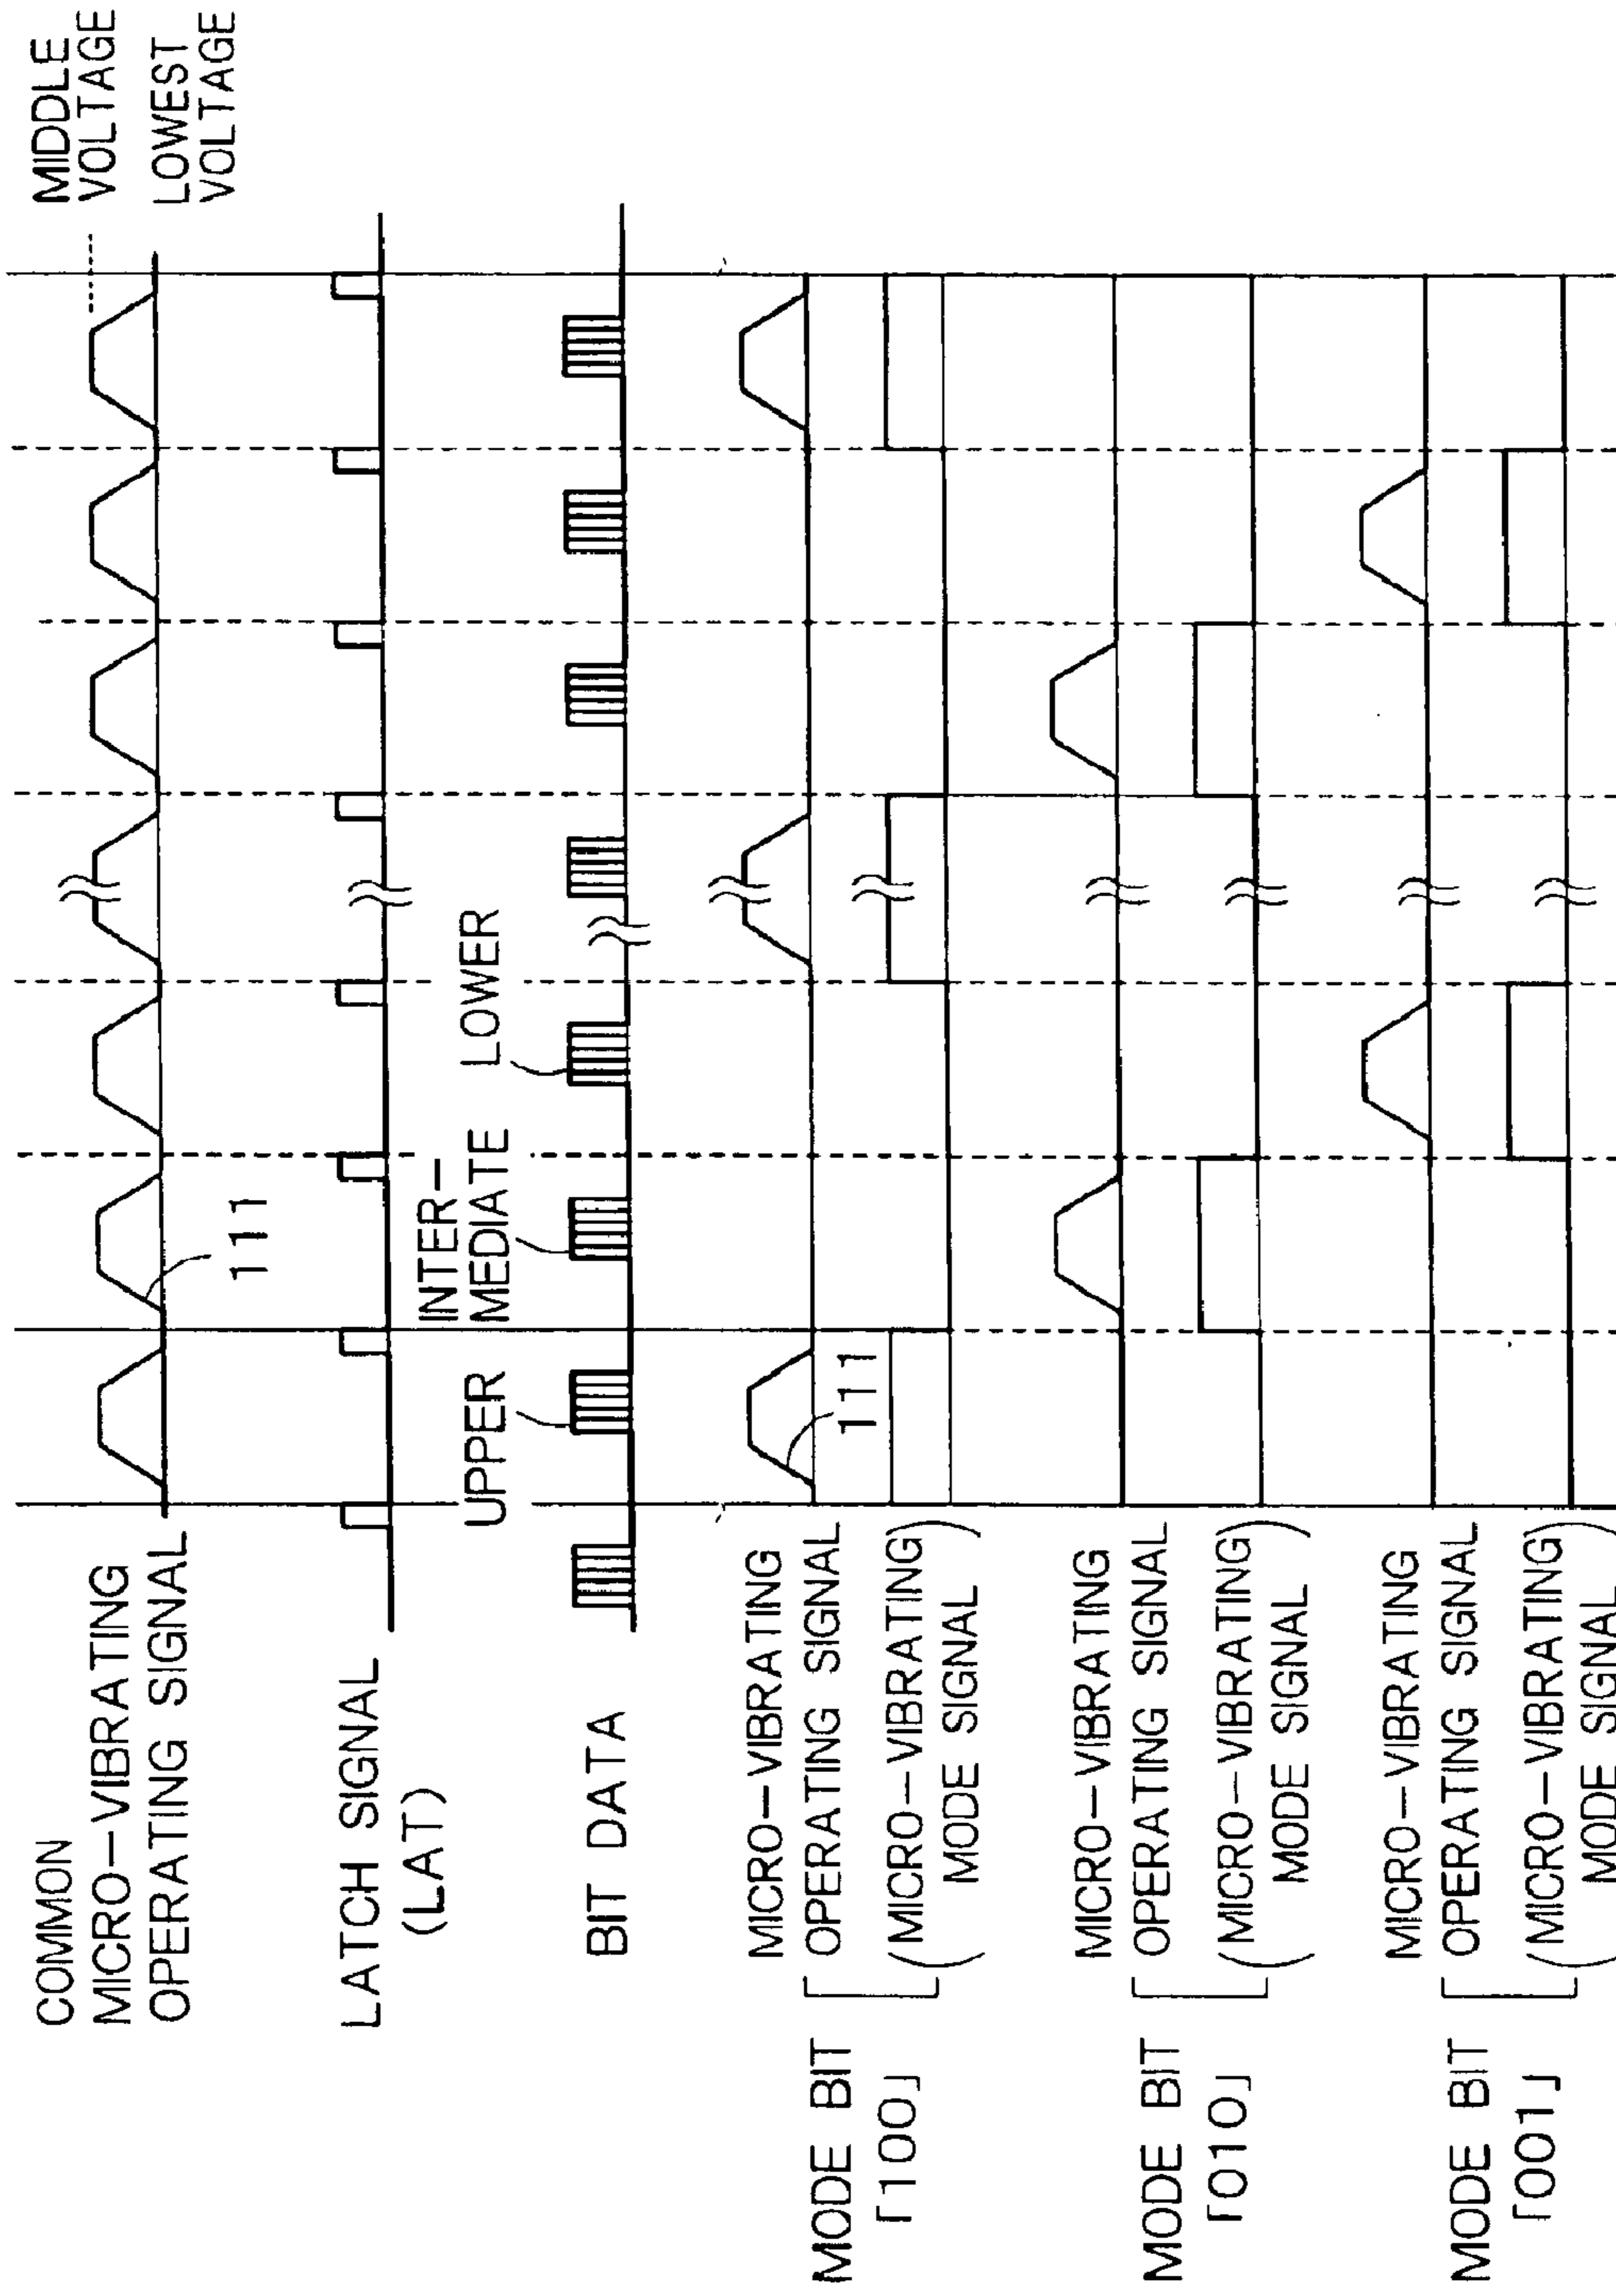 MIDDLE
VOLTAGE
LOWEST
VOLTAGE
COMMON
MICRO-VIBRATING
OPERATING SIGNAL
111
LATCH SIGNAL
(LAT)
UPPER
INTER-
MEDIATE
LOWER
BIT DATA
MODE BIT
「100」
MICRO-VIBRATING
OPERATING SIGNAL
(MICRO-VIBRATING
MODE SIGNAL)
111
MODE BIT
「010」
MICRO-VIBRATING
OPERATING SIGNAL
(MICRO-VIBRATING
MODE SIGNAL)
MODE BIT
「001」
MICRO-VIBRATING
OPERATING SIGNAL
(MICRO-VIBRATING
MODE SIGNAL)